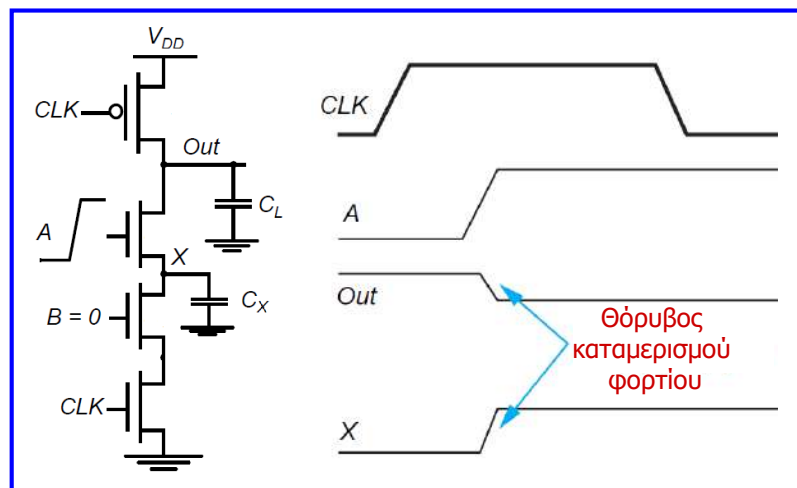 V_DD
CLK
Out
C_L
A
X
C_X
B = 0
CLK
CLK
A
Out
Θόρυβος
καταμερισμού
φορτίου
X